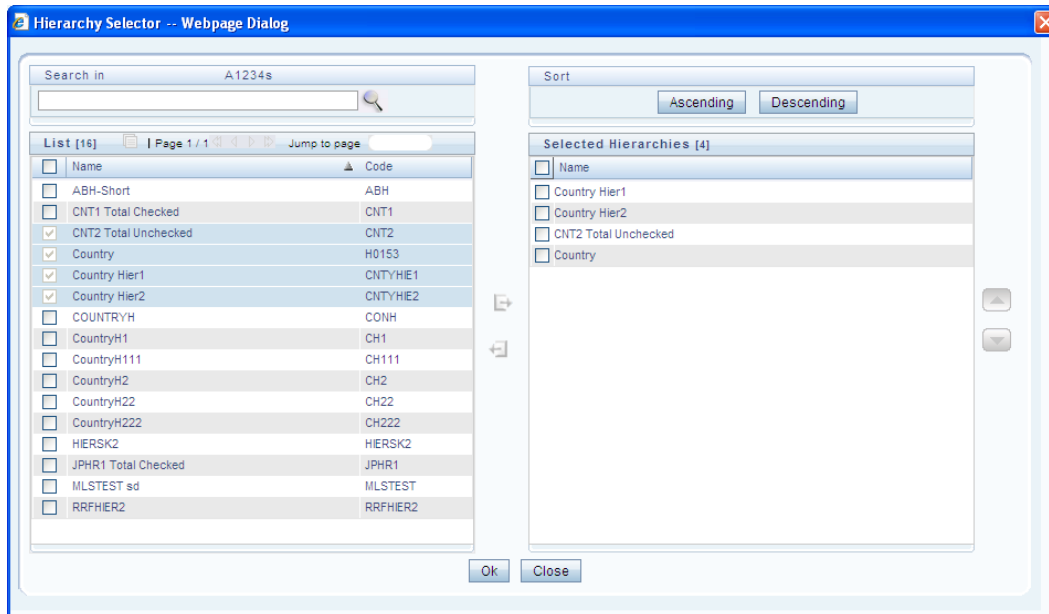 Hierarchy Selector -- Webpage Dialog
Search in A1234s
List [16] | Page 1 / 1 Jump to page
Name Code
ABH-Short ABH
CNT1 Total Checked CNT1
CNT2 Total Unchecked CNT2
Country H0153
Country Hier1 CNTYHIE1
Country Hier2 CNTYHIE2
COUNTRYH CONH
CountryH1 CH1
CountryH111 CH111
CountryH2 CH2
CountryH22 CH22
CountryH222 CH222
HIERSK2 HIERSK2
JPHR1 Total Checked JPHR1
MLSTEST sd MLSTEST
RRFHIER2 RRFHIER2
Sort
Ascending Descending
Selected Hierarchies [4]
Name
Country Hier1
Country Hier2
CNT2 Total Unchecked
Country
Ok Close